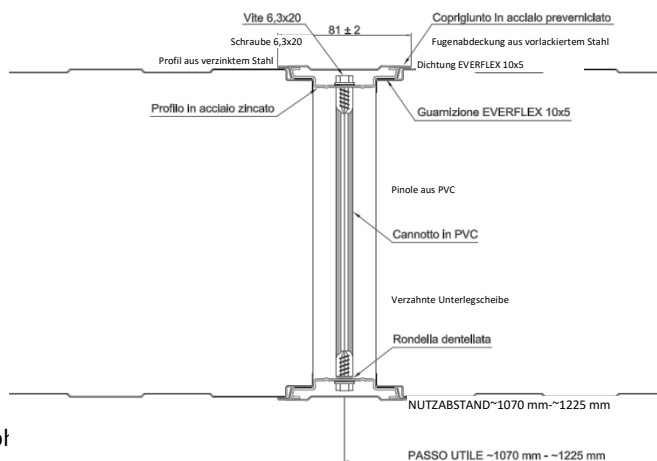 Vite 6,3x20
81 ± 2
Coprigiunto in acciaio preverniciato
Schraube 6,3x20
Fugenabdeckung aus vorlackiertem Stahl
Profil aus verzinktem Stahl
Dichtung EVERFLEX 10x5
Profilo in acciaio zincato
Guarnizione EVERFLEX 10x5
Pinole aus PVC
Cannotto in PVC
Verzahnte Unterlegscheibe
Rondella dentellata
NUTZABSTAND~1070 mm-~1225 mm
PASSO UTILE ~1070 mm - ~1225 mm